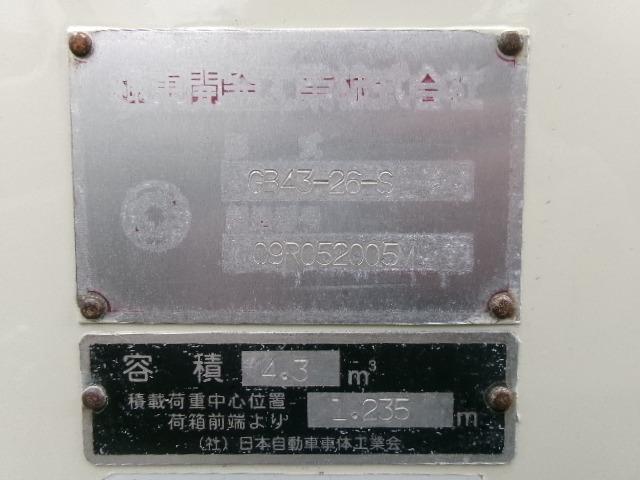 GB43-26-S
09R052005
容積 4.3 m³
積載荷重中心位置
荷箱前端より 1.235 m
(社)日本自動車車体工業会